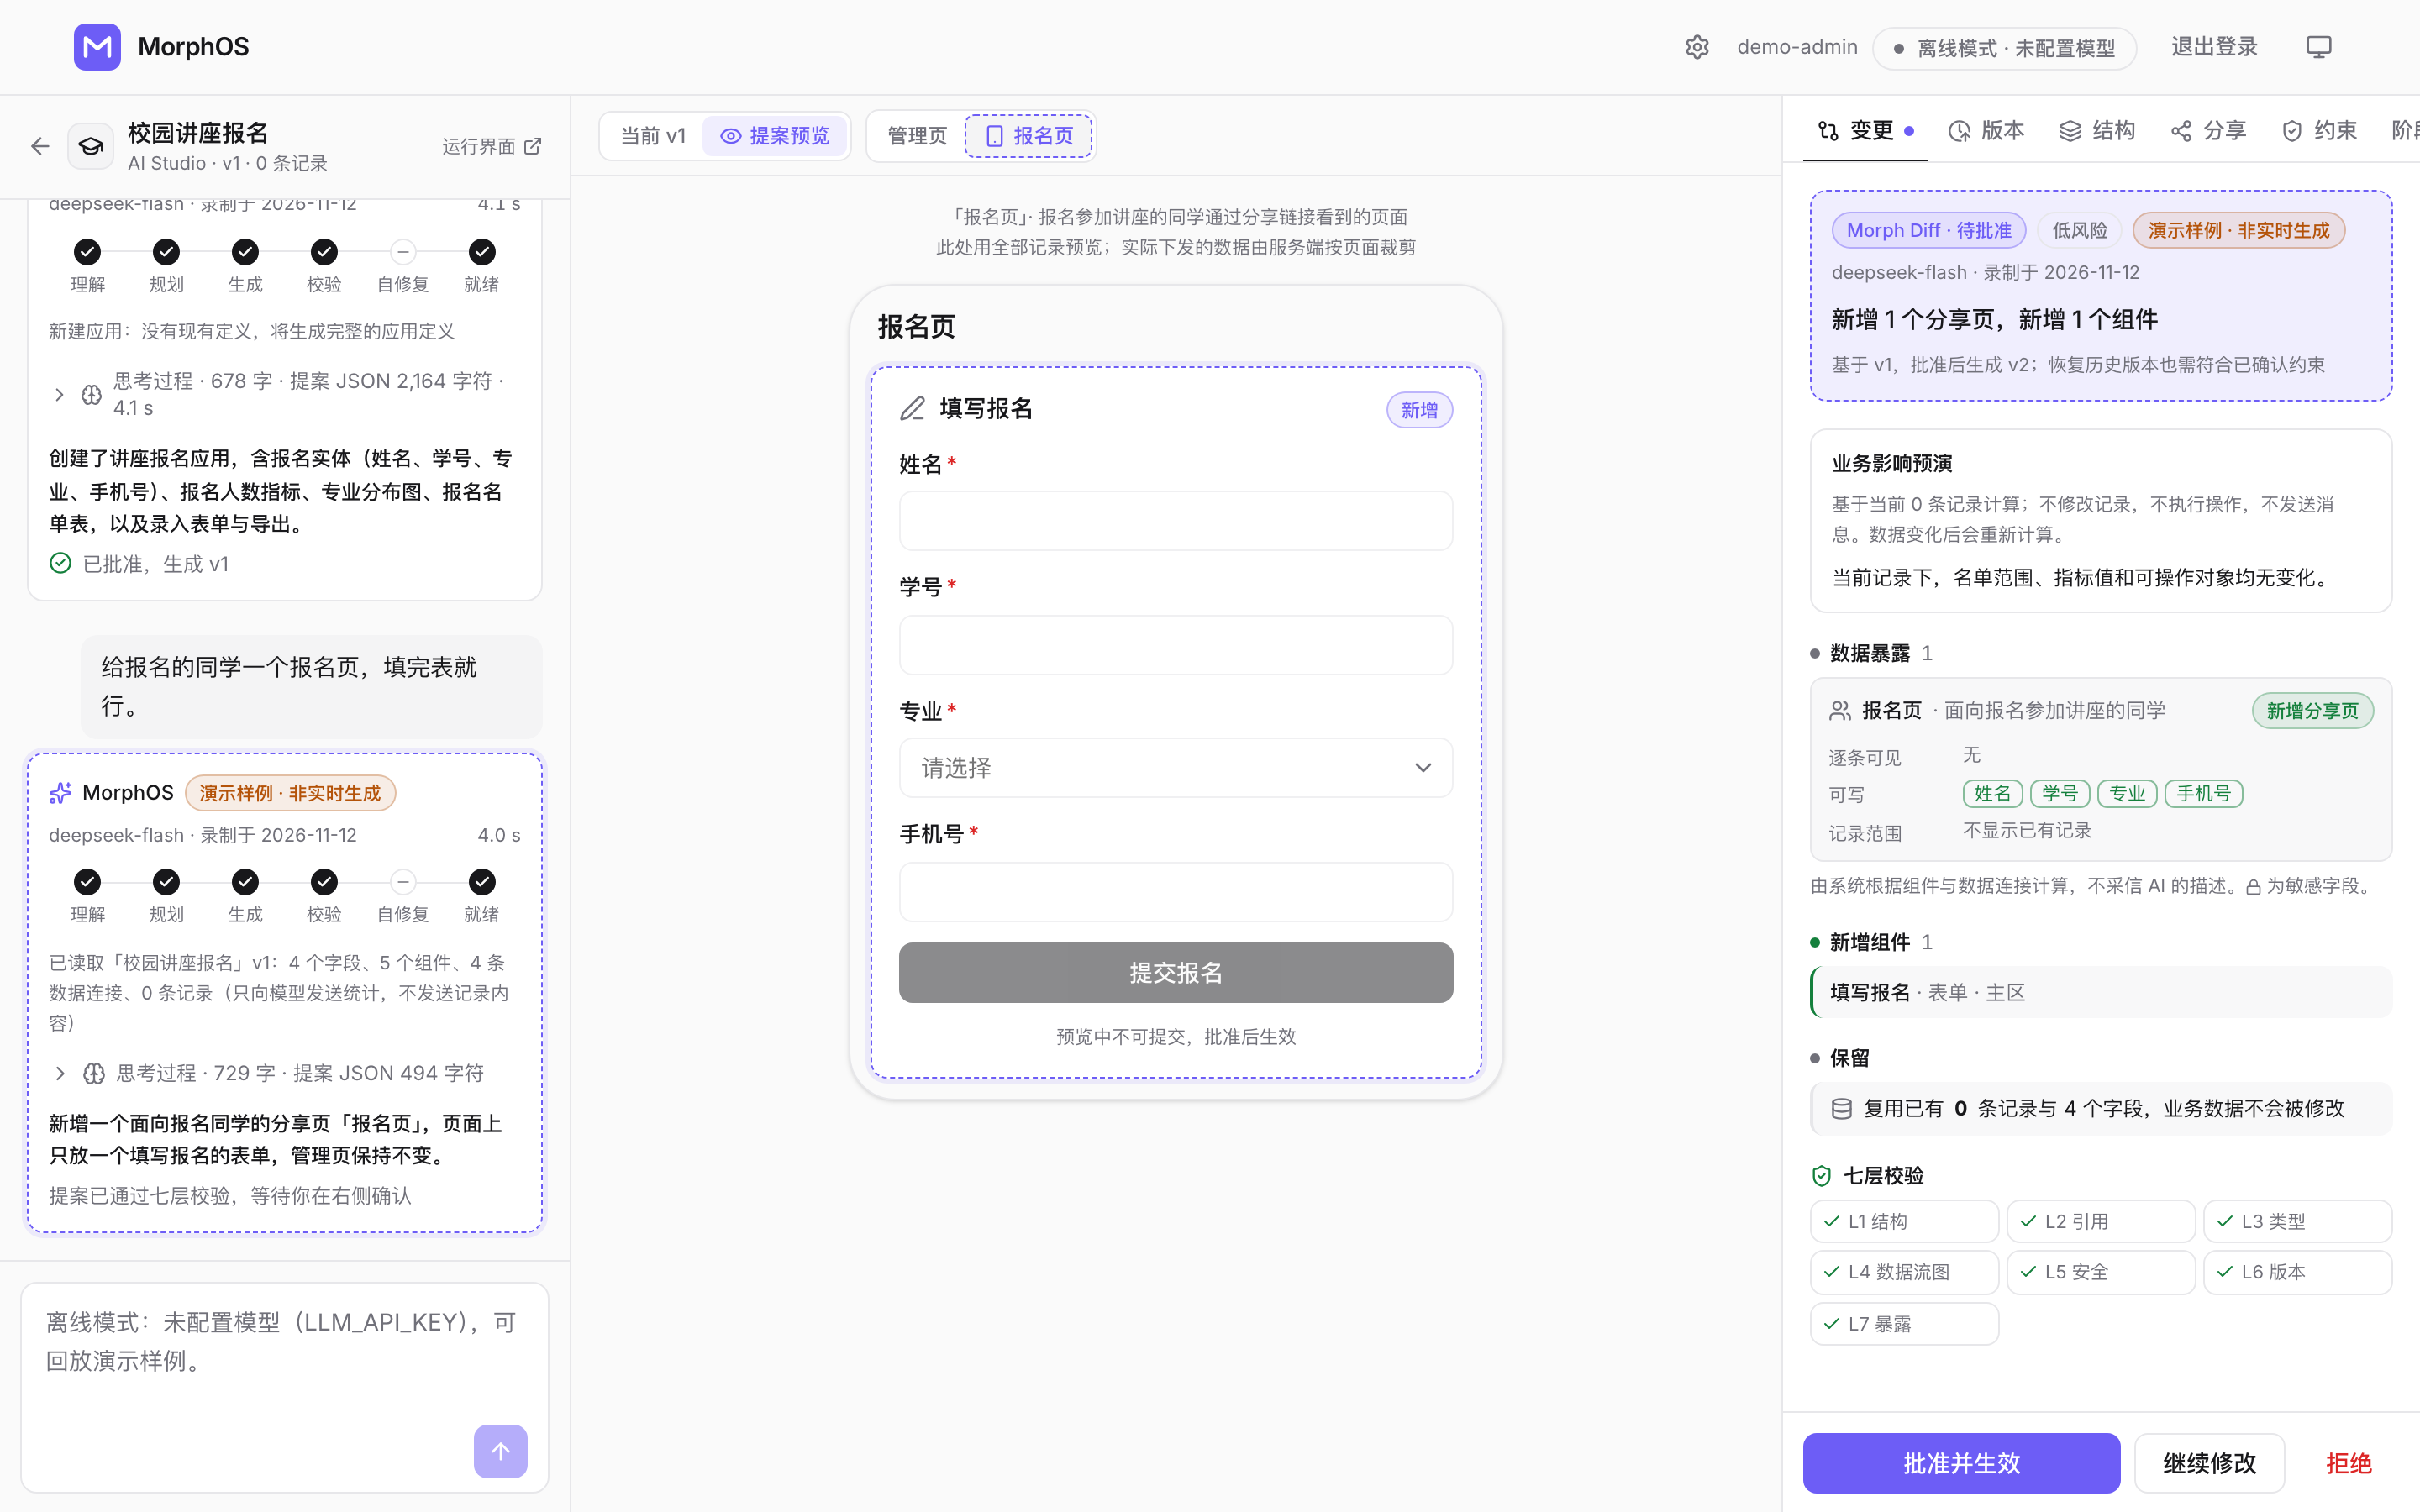 MorphOS
demo-admin
离线模式 · 未配置模型
退出登录
校园讲座报名
AI Studio · v1 · 0 条记录
运行界面
deepseek-flash · 录制于 2026-11-12
4.1 s
理解
规划
生成
校验
自修复
就绪
新建应用：没有现有定义，将生成完整的应用定义
思考过程 · 678 字 · 提案 JSON 2,164 字符 ·
4.1 s
创建了讲座报名应用，含报名实体（姓名、学号、专
业、手机号）、报名人数指标、专业分布图、报名名
单表，以及录入表单与导出。
已批准，生成 v1
给报名的同学一个报名页，填完表就
行。
MorphOS
演示样例 · 非实时生成
deepseek-flash · 录制于 2026-11-12
4.0 s
理解
规划
生成
校验
自修复
就绪
已读取「校园讲座报名」v1：4 个字段、5 个组件、4 条
数据连接、0 条记录（只向模型发送统计，不发送记录内
容）
思考过程 · 729 字 · 提案 JSON 494 字符
新增一个面向报名同学的分享页「报名页」，页面上
只放一个填写报名的表单，管理页保持不变。
提案已通过七层校验，等待你在右侧确认
离线模式：未配置模型（LLM_API_KEY），可
回放演示样例。
当前 v1
提案预览
管理页
报名页
「报名页」· 报名参加讲座的同学通过分享链接看到的页面
此处用全部记录预览；实际下发的数据由服务端按页面裁剪
报名页
填写报名
新增
姓名 *
学号 *
专业 *
请选择
手机号 *
提交报名
预览中不可提交，批准后生效
变更
版本
结构
分享
约束
Morph Diff · 待批准
低风险
演示样例 · 非实时生成
deepseek-flash · 录制于 2026-11-12
新增 1 个分享页，新增 1 个组件
基于 v1，批准后生成 v2；恢复历史版本也需符合已确认约束
业务影响预演
基于当前 0 条记录计算；不修改记录，不执行操作，不发送消
息。数据变化后会重新计算。
当前记录下，名单范围、指标值和可操作对象均无变化。
数据暴露 1
报名页 · 面向报名参加讲座的同学
新增分享页
逐条可见
无
可写
姓名
学号
专业
手机号
记录范围
不显示已有记录
由系统根据组件与数据连接计算，不采信 AI 的描述。 为敏感字段。
新增组件 1
填写报名 · 表单 · 主区
保留
复用已有 0 条记录与 4 个字段，业务数据不会被修改
七层校验
L1 结构
L2 引用
L3 类型
L4 数据流图
L5 安全
L6 版本
L7 暴露
批准并生效
继续修改
拒绝